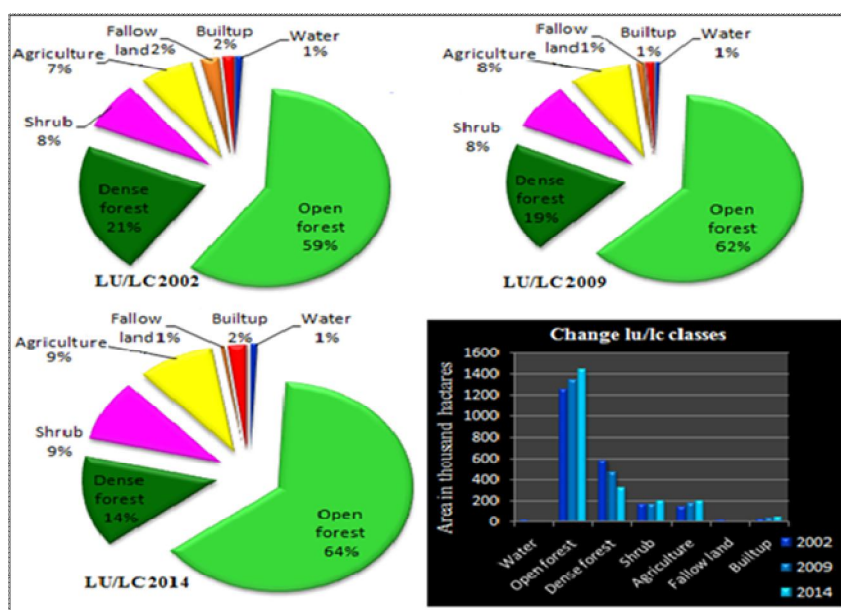 Fallow
land2%
Builtup
2%
Water
1%
Agriculture
7%
Shrub
8%
Dense
forest
21%
Open
forest
59%
LU/LC2002
Fallow
land1%
Builtup
1%
Water
1%
Agriculture
8%
Shrub
8%
Dense
forest
19%
Open
forest
62%
LU/LC2009
Fallow
land1%
Builtup
2%
Water
1%
Agriculture
9%
Shrub
9%
Dense
forest
14%
Open
forest
64%
LU/LC2014
Change lu/lc classes
Area in thousand hactares
1600
1400
1200
1000
800
600
400
200
0
Water
Open forest
Dense forest
Shrub
Agriculture
Fallow land
Builtup
2002
2009
2014